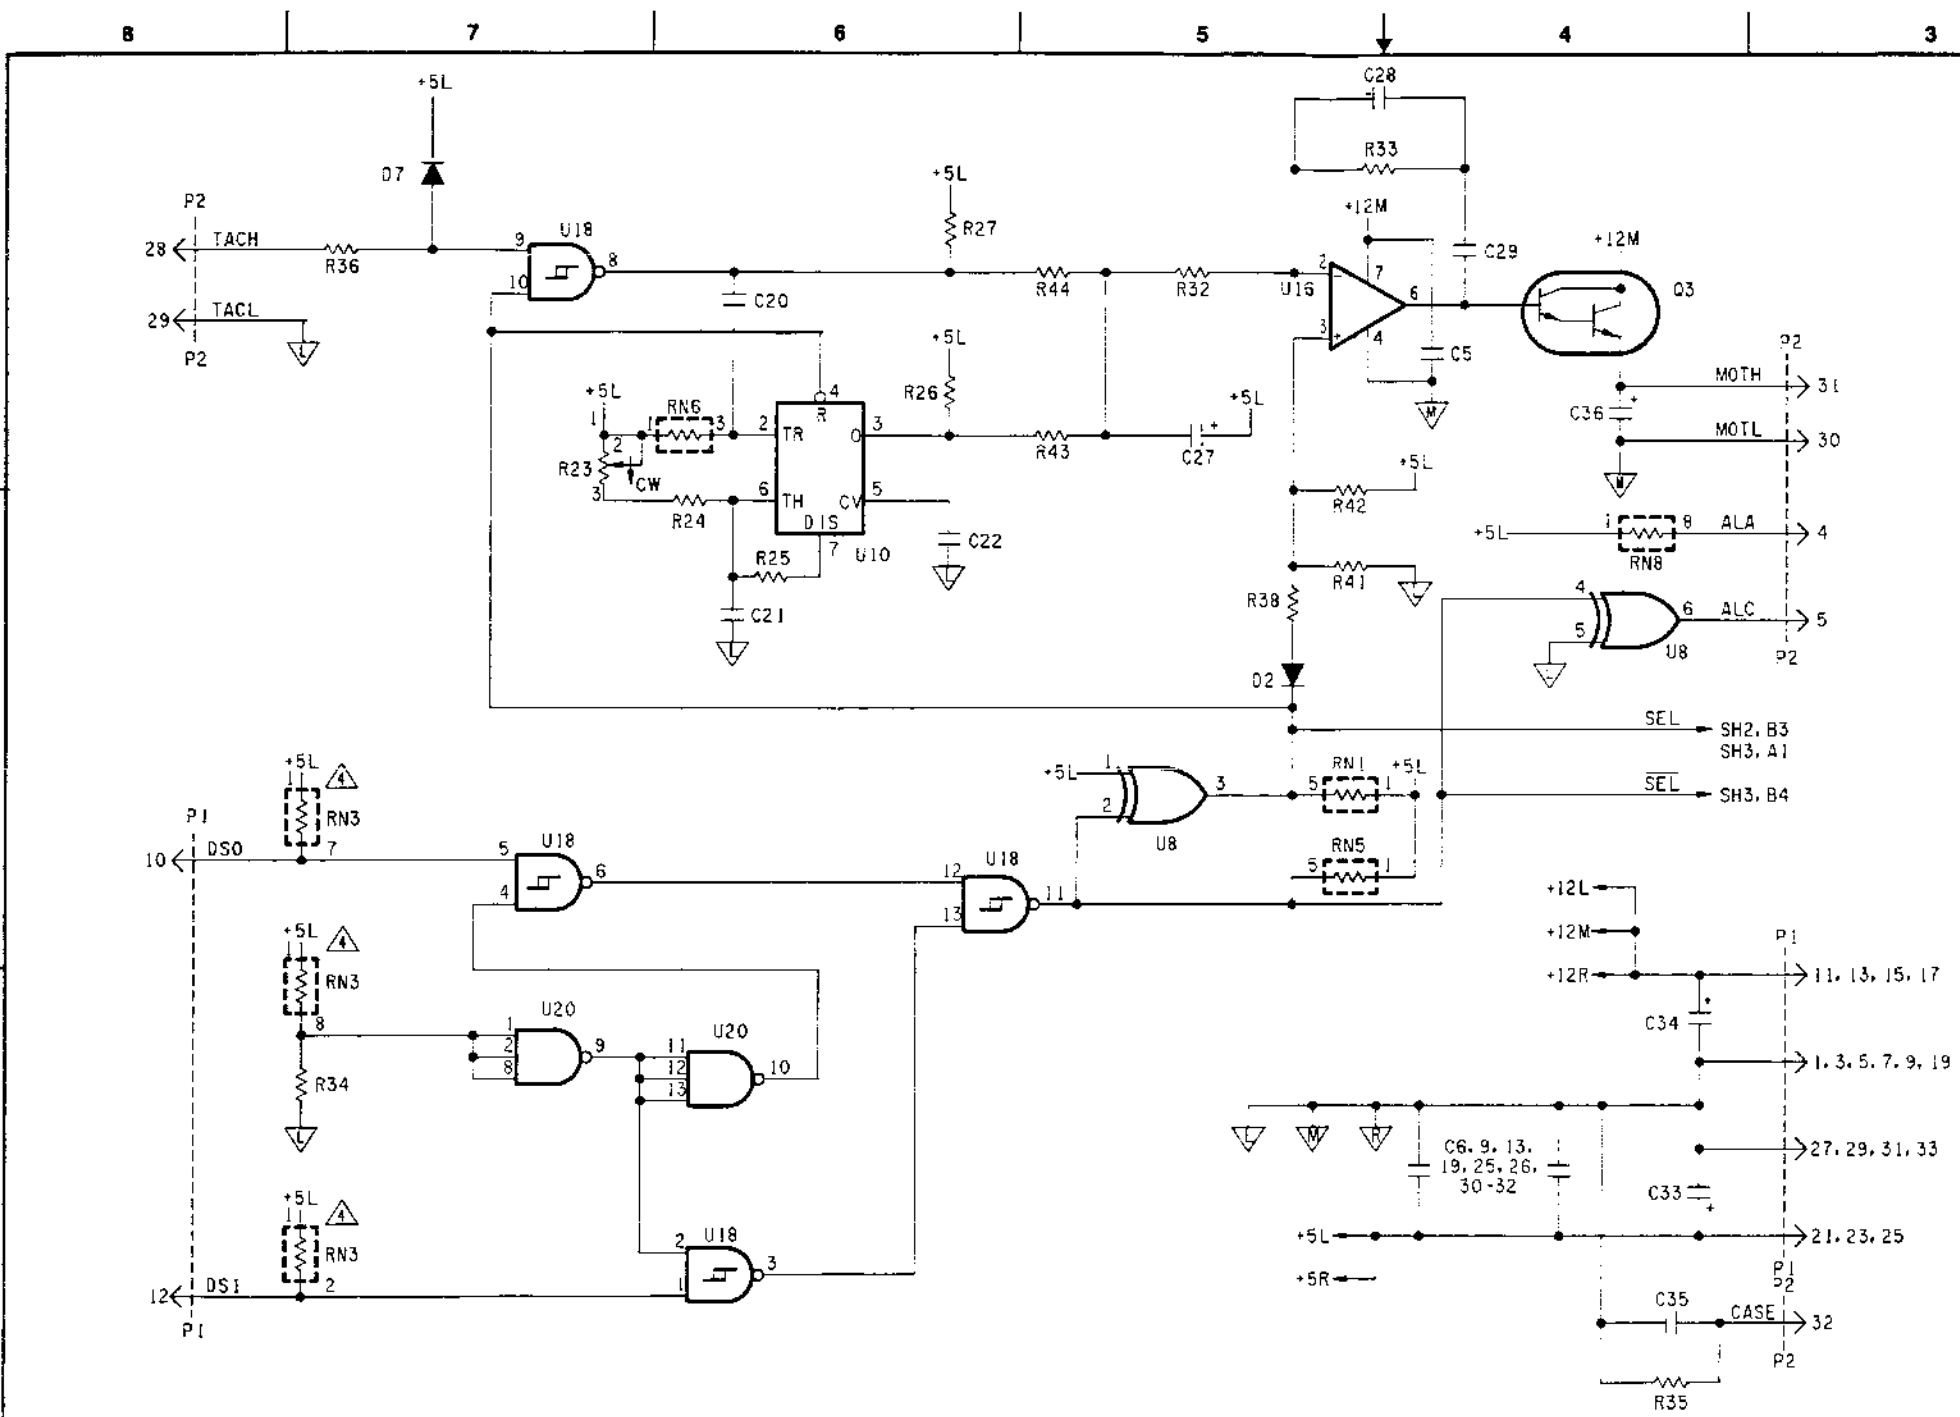 8 7 6 5 4 3
+5L
D7
P2
28 TACH
R36
29 TACL
L
P2
9 U18 8
10
C20
+5L
R27
R44
R32
C28
R33
+12M
C29
U16
2 - 7 6
3 + 4
C5
M
+12M
Q3
P2
MOTH 31
C36 +
MOTL 30
M
+5L 1 RN6 3
2
R23 CW
3
R24
4
R
2 TR O 3
6 TH CV 5
DIS
7 U10
R25
C21
L
+5L
R26
R43
C27 +
+5L
C22
L
+5L
R42
R41
L
R38
D2
+5L 1 8 ALA 4
RN8
4
5 6 ALC 5
U8
P2
SEL SH2, B3
SH3, A1
SEL SH3, B4
+5L 1 3
2
U8
5 RN1 1 +5L
5 RN5 1
+5L 4
1
RN3
P1
10 DS0 7
5 U18 6
4
12 U18 11
13
+5L 4
1
RN3
8
R34
L
1 U20 9
2
8
11 U20 10
12
13
+5L 4
1
RN3
12 DS1 2
P1
2 U18 3
1
+12L
+12M
+12R
P1
11, 13, 15, 17
C34 +
1, 3, 5, 7, 9, 19
L M R
C6, 9, 13,
19, 25, 26,
30-32
27, 29, 31, 33
C33 +
+5L
21, 23, 25
+5R
P1
P2
C35 CASE 32
P2
R35